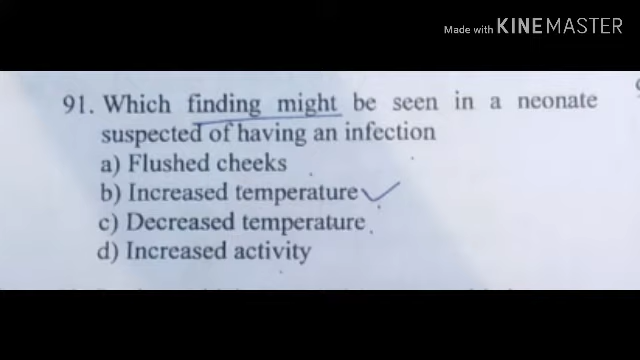 Made with KINEMASTER
91. Which finding might be seen in a neonate
suspected of having an infection
a) Flushed cheeks
b) Increased temperature
c) Decreased temperature
d) Increased activity